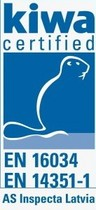 kiwa
certified
EN 16034
EN 14351-1
AS Inspecta Latvia